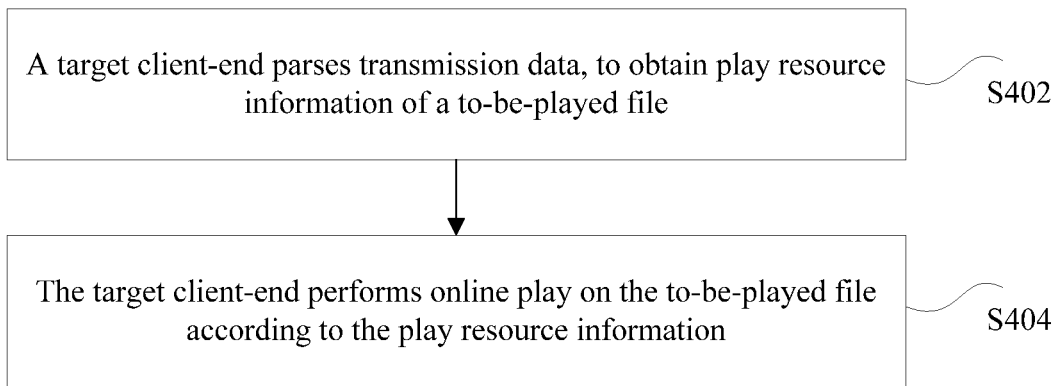 A target client-end parses transmission data, to obtain play resource
information of a to-be-played file
S402
The target client-end performs online play on the to-be-played file
according to the play resource information
S404